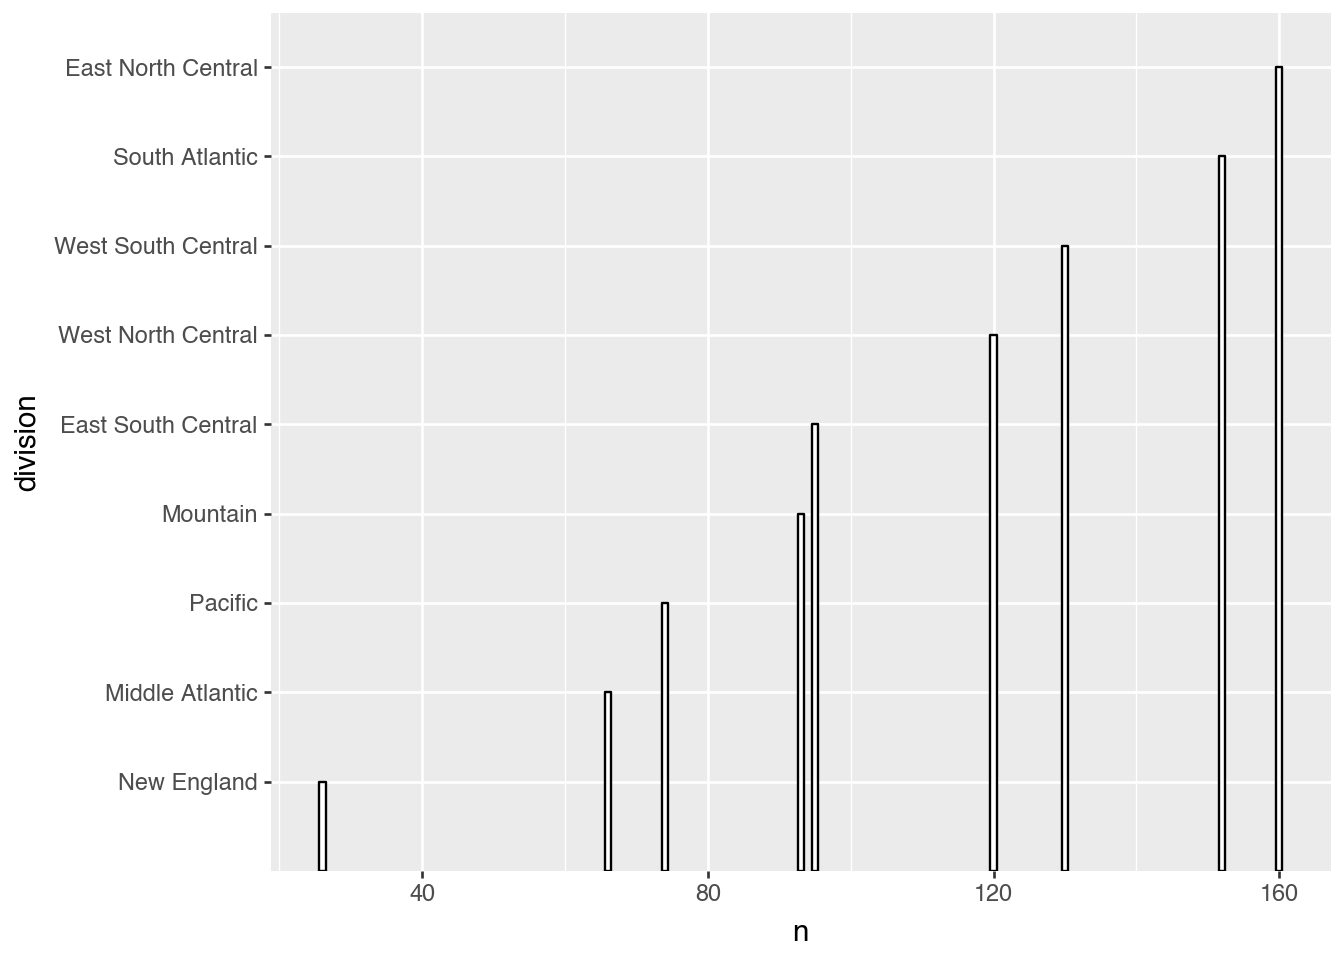 East North Central
South Atlantic
West South Central
West North Central
East South Central
Mountain
Pacific
Middle Atlantic
New England
division
40 80 120 160
n